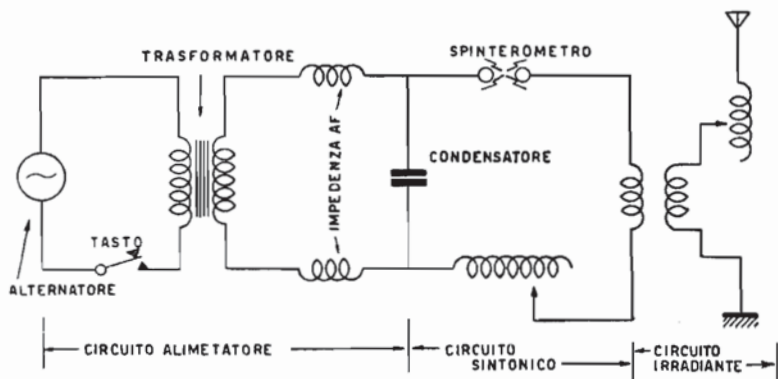 TRASFORMATORE
SPINTEROMETRO
IMPEDENZA AF
CONDENSATORE
TASTO
ALTERNATORE
CIRCUITO ALIMETATORE
CIRCUITO
SINTONICO
CIRCUITO
IRRADIANTE